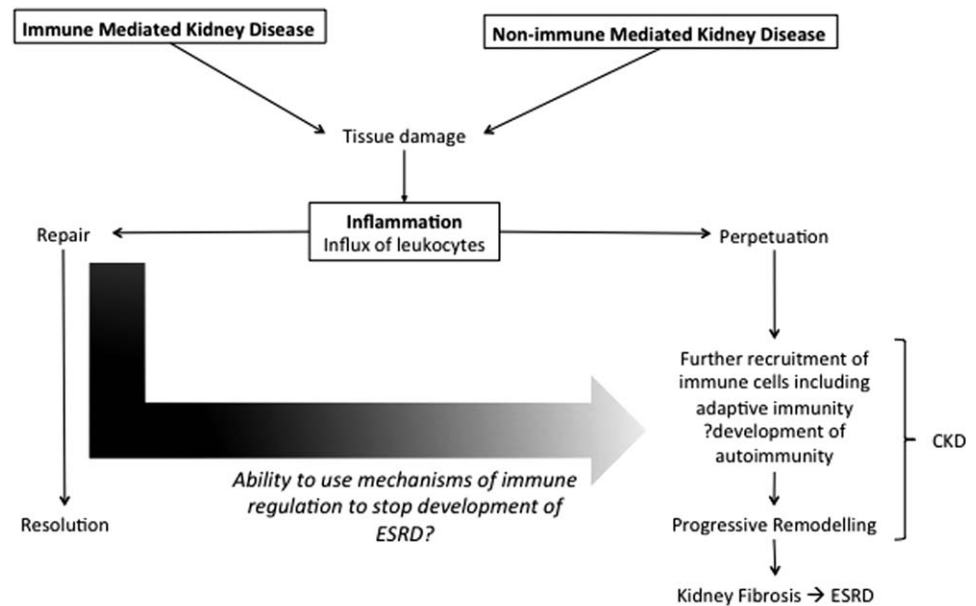 Immune Mediated Kidney Disease
Non-immune Mediated Kidney Disease
Tissue damage
Inflammation
Influx of leukocytes
Repair
Perpetuation
Further recruitment of
immune cells including
adaptive immunity
?development of
autoimmunity
CKD
Ability to use mechanisms of immune
regulation to stop development of
ESRD?
Resolution
Progressive Remodelling
Kidney Fibrosis → ESRD